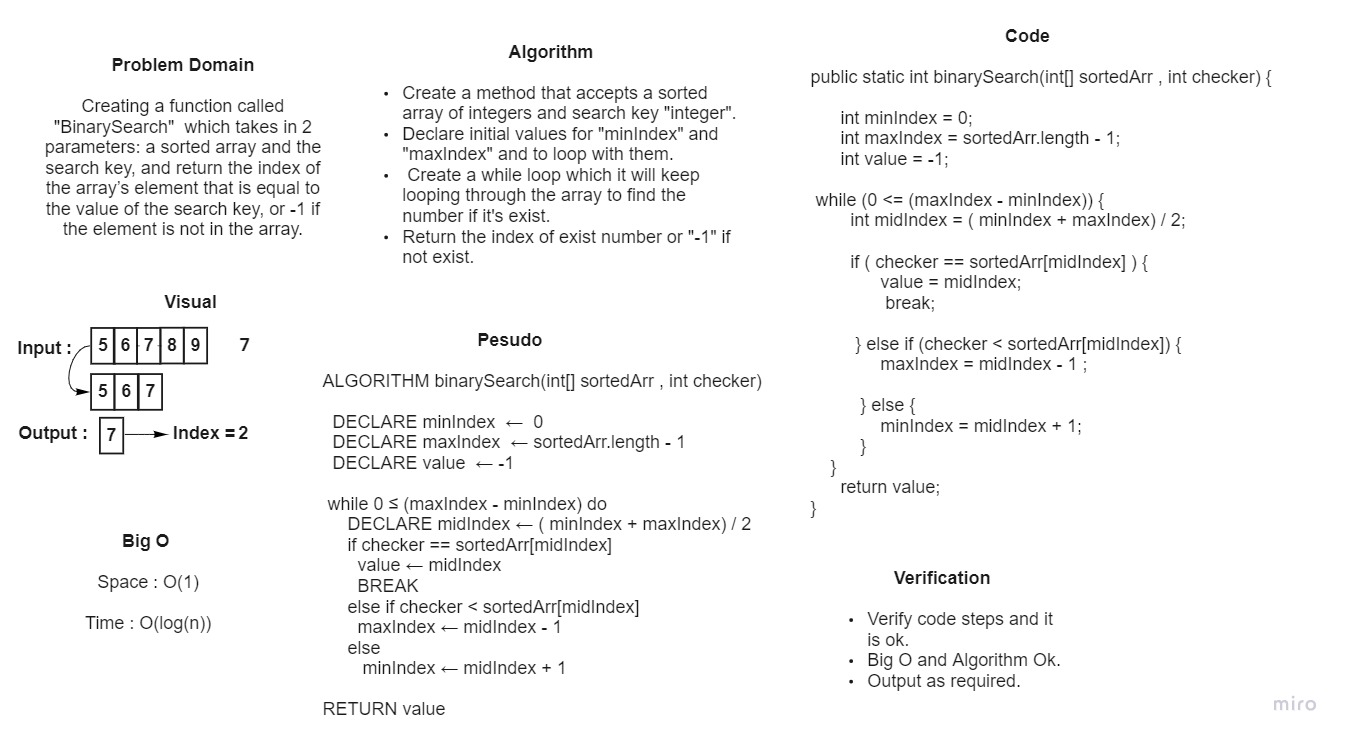 Problem Domain
Creating a function called
"BinarySearch"  which takes in 2
parameters: a sorted array and the
search key, and return the index of
the array’s element that is equal to
the value of the search key, or -1 if
the element is not in the array.
Visual
Input : 5 6 7 8 9 7
5 6 7
Output : 7 Index = 2
Big O
Space : O(1)
Time : O(log(n))
Algorithm
• Create a method that accepts a sorted
array of integers and search key "integer".
• Declare initial values for "minIndex" and
"maxIndex" and to loop with them.
• Create a while loop which it will keep
looping through the array to find the
number if it's exist.
• Return the index of exist number or "-1" if
not exist.
Pesudo
ALGORITHM binarySearch(int[] sortedArr , int checker)
DECLARE minIndex ← 0
DECLARE maxIndex ← sortedArr.length - 1
DECLARE value ← -1
while 0 ≤ (maxIndex - minIndex) do
DECLARE midIndex ← ( minIndex + maxIndex) / 2
if checker == sortedArr[midIndex]
value ← midIndex
BREAK
else if checker < sortedArr[midIndex]
maxIndex ← midIndex - 1
else
minIndex ← midIndex + 1
RETURN value
Code
public static int binarySearch(int[] sortedArr , int checker) {
int minIndex = 0;
int maxIndex = sortedArr.length - 1;
int value = -1;
while (0 <= (maxIndex - minIndex)) {
int midIndex = ( minIndex + maxIndex) / 2;
if ( checker == sortedArr[midIndex] ) {
value = midIndex;
break;
} else if (checker < sortedArr[midIndex]) {
maxIndex = midIndex - 1 ;
} else {
minIndex = midIndex + 1;
}
}
return value;
}
Verification
• Verify code steps and it
is ok.
• Big O and Algorithm Ok.
• Output as required.
miro